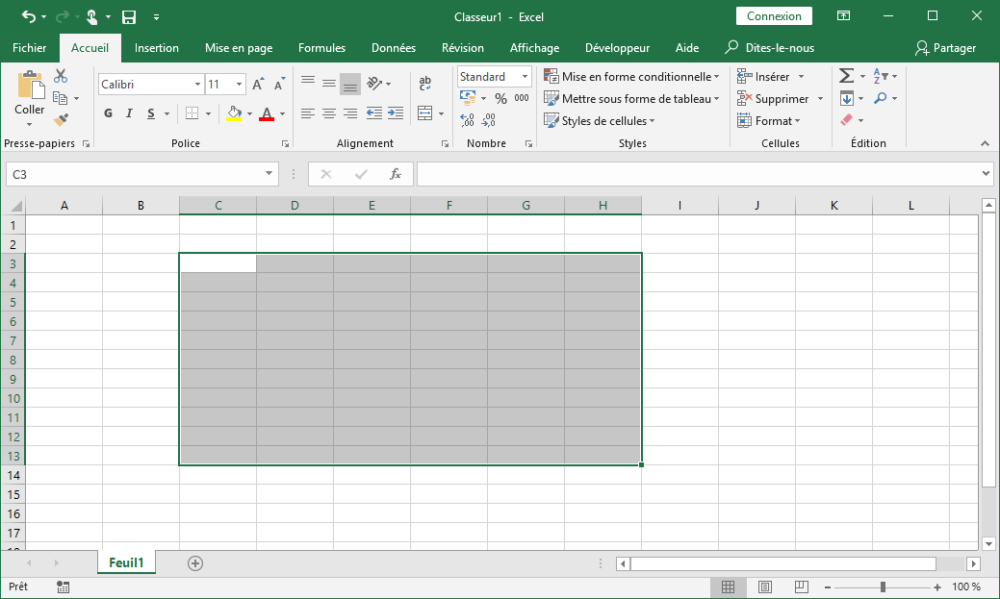 Classeur1 - Excel
Connexion
Fichier Accueil Insertion Mise en page Formules Données Révision Affichage Développeur Aide Dites-le-nous Partager
Coller
Presse-papiers
Calibri 11
G I S
Police
ab
Alignement
Standard
% 000
,00 ,00
Nombre
Mise en forme conditionnelle
Mettre sous forme de tableau
Styles de cellules
Styles
Insérer
Supprimer
Format
Cellules
Édition
C3 fx
A B C D E F G H I J K L
1
2
3
4
5
6
7
8
9
10
11
12
13
14
15
16
17
Feuil1
Prêt 100 %